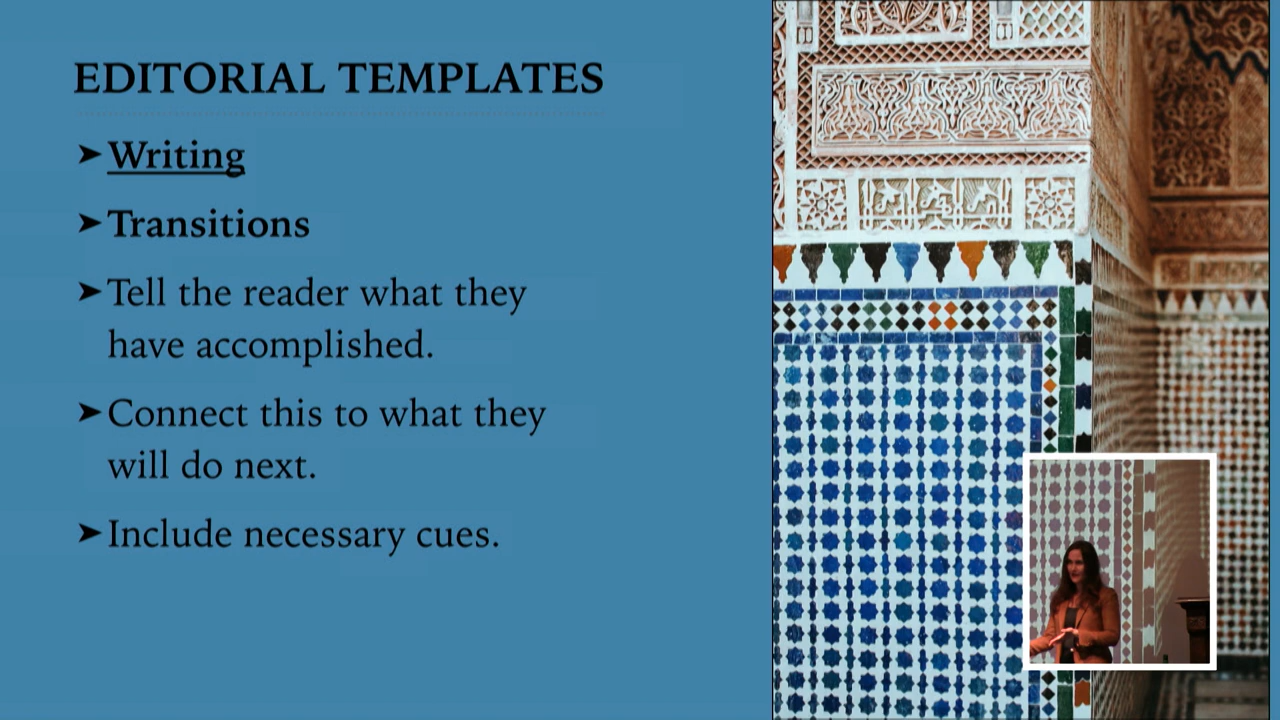 EDITORIAL TEMPLATES
➤Writing
➤Transitions
➤Tell the reader what they
have accomplished.
➤Connect this to what they
will do next.
➤Include necessary cues.